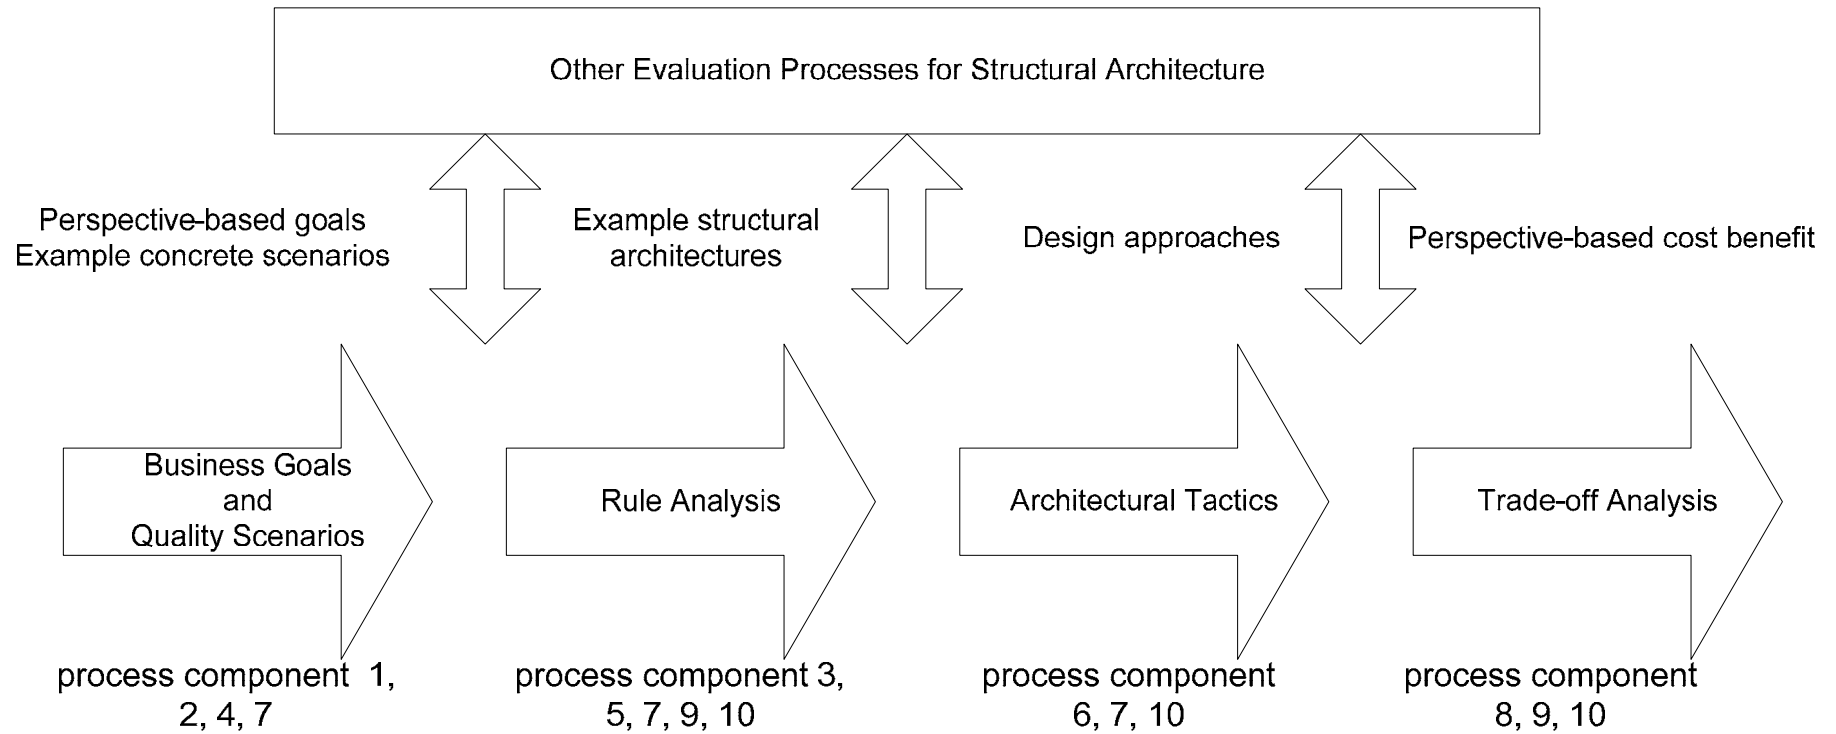 Other Evaluation Processes for Structural Architecture
Perspective-based goals
Example concrete scenarios
Example structural
architectures
Design approaches
Perspective-based cost benefit
Business Goals
and
Quality Scenarios
Rule Analysis
Architectural Tactics
Trade-off Analysis
process component  1,
2, 4, 7
process component 3,
5, 7, 9, 10
process component
6, 7, 10
process component
8, 9, 10